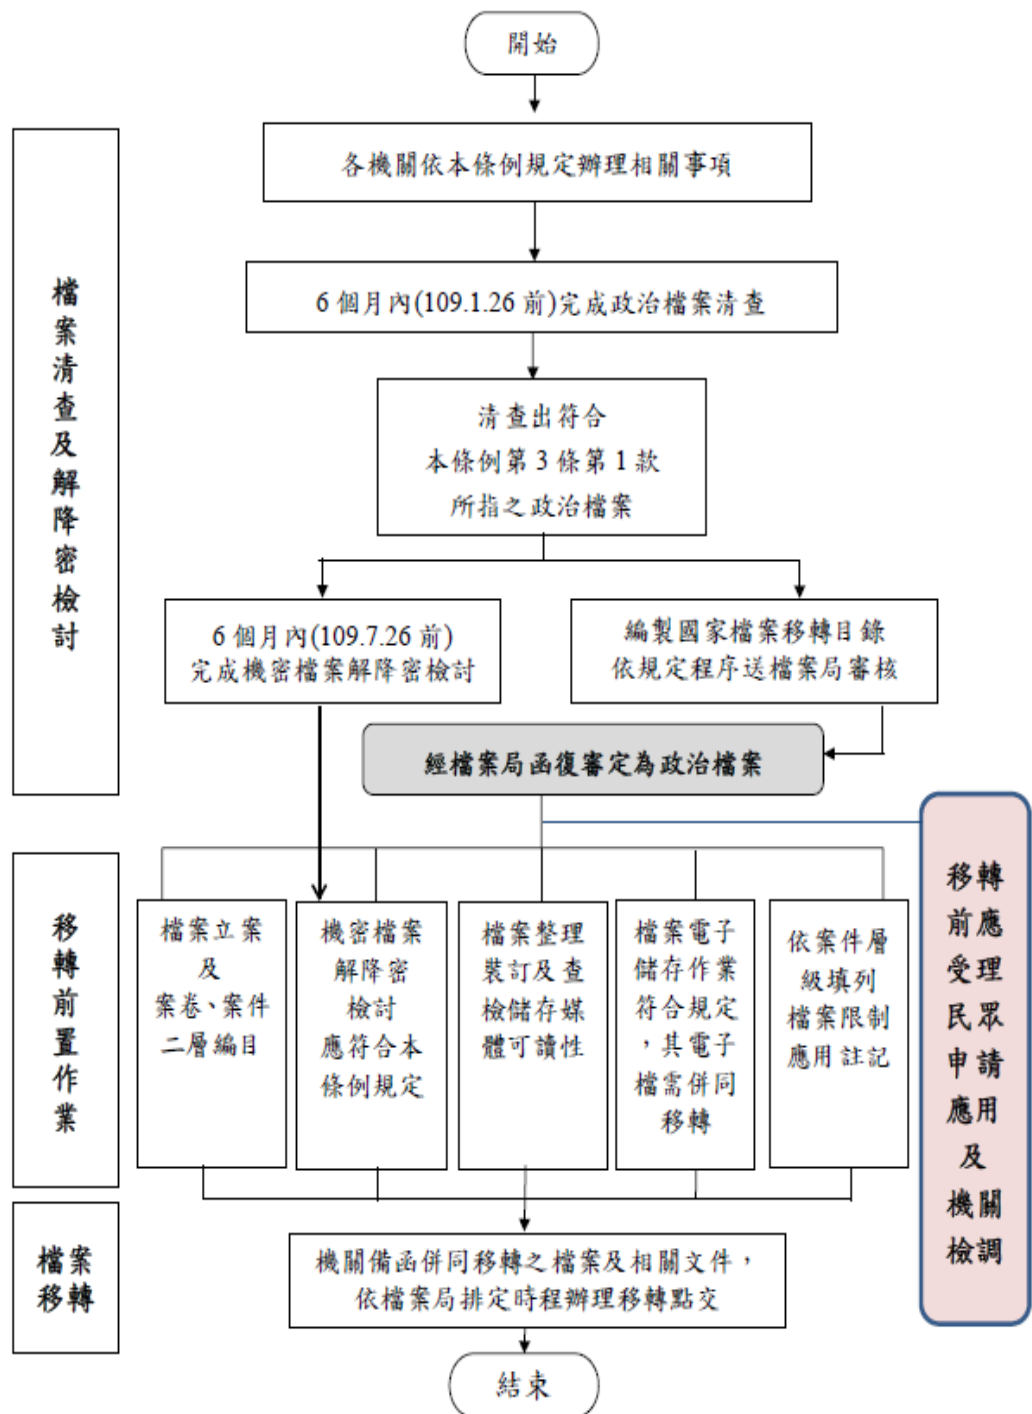 開始
檔案清查及解降密檢討
各機關依本條例規定辦理相關事項
6 個月內(109.1.26 前)完成政治檔案清查
清查出符合
本條例第 3 條第 1 款
所指之政治檔案
6 個月內(109.7.26 前)
完成機密檔案解降密檢討
編製國家檔案移轉目錄
依規定程序送檔案局審核
經檔案局函復審定為政治檔案
移轉前置作業
檔案立案
及
案卷、案件
二層編目
機密檔案
解降密
檢討
應符合本
條例規定
檔案整理
裝訂及查
檢儲存媒
體可讀性
檔案電子
儲存作業
符合規定
，其電子
檔需併同
移轉
依案件層
級填列
檔案限制
應用註記
移轉
前應
受理
民眾
申請
應用
及
機關
檢調
檔案
移轉
機關備函併同移轉之檔案及相關文件，
依檔案局排定時程辦理移轉點交
結束